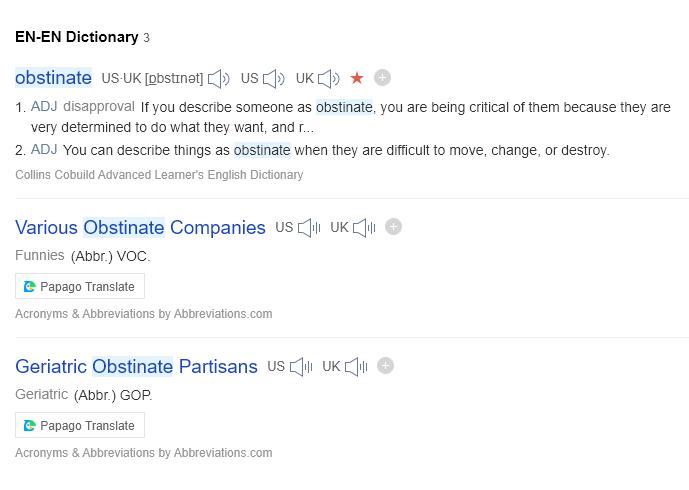 EN-EN Dictionary 3
obstinate US·UK [ɒbstɪnət] US UK
1. ADJ disapproval If you describe someone as obstinate, you are being critical of them because they are
very determined to do what they want, and r...
2. ADJ You can describe things as obstinate when they are difficult to move, change, or destroy.
Collins Cobuild Advanced Learner's English Dictionary
Various Obstinate Companies US UK
Funnies (Abbr.) VOC.
Papago Translate
Acronyms & Abbreviations by Abbreviations.com
Geriatric Obstinate Partisans US UK
Geriatric (Abbr.) GOP.
Papago Translate
Acronyms & Abbreviations by Abbreviations.com